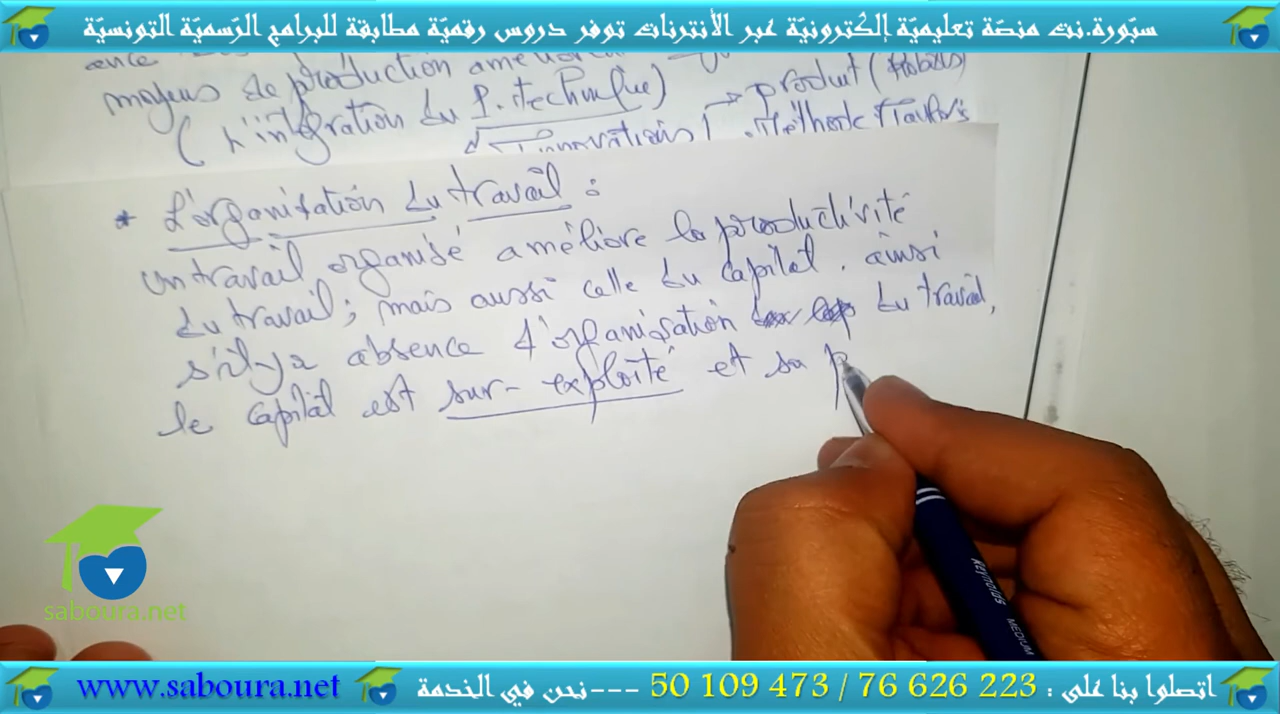 سبّورة.نت منصّة تعليميّة إلكترونيّة عبر الأنترنات توفر دروس رقميّة مطابقة للبرامج الرّسميّة التونسيّة
moyens de production
( L'intégration du P. technique)
innovations) → produit (
. Méthode
* L'organisation du travail :
un travail organisé améliore la productivité
du travail ; mais aussi celle du capital. ainsi
s'il y a absence d'organisation du travail,
le capital est sur-exploité et sa p
saboura.net
Reynolds MEDIUM
www.saboura.net اتصلوا بنا على : 223 626 76 / 473 109 50 ---نحن في الخدمة